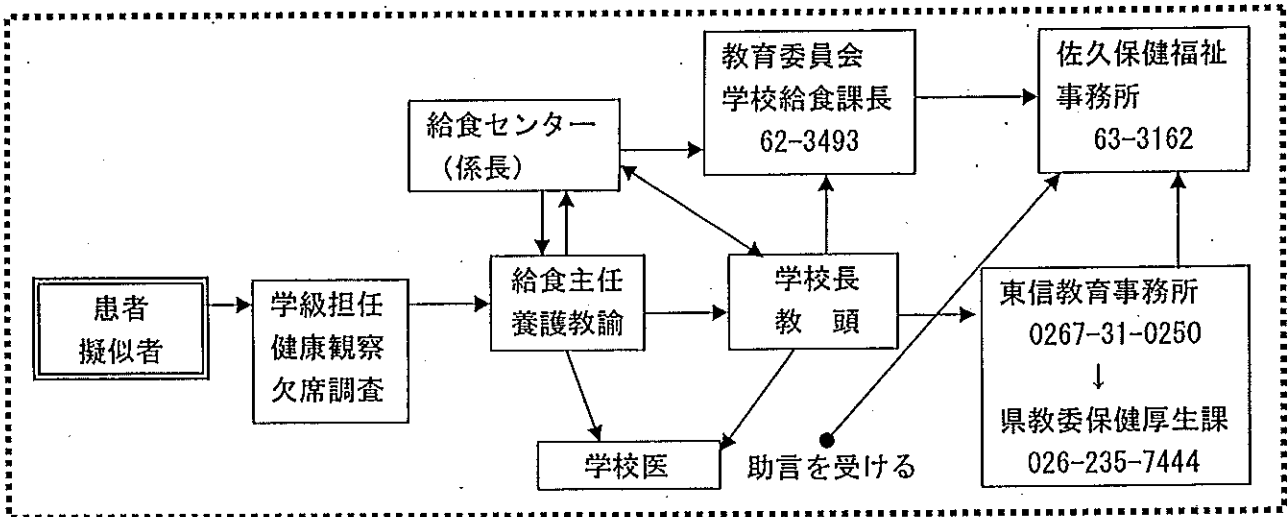 患者
擬似者
学級担任
健康観察
欠席調査
給食センター
（係長）
給食主任
養護教諭
学校医
教育委員会
学校給食課長
62-3493
学校長
教　頭
助言を受ける
佐久保健福祉
事務所
63-3162
東信教育事務所
0267-31-0250
↓
県教委保健厚生課
026-235-7444